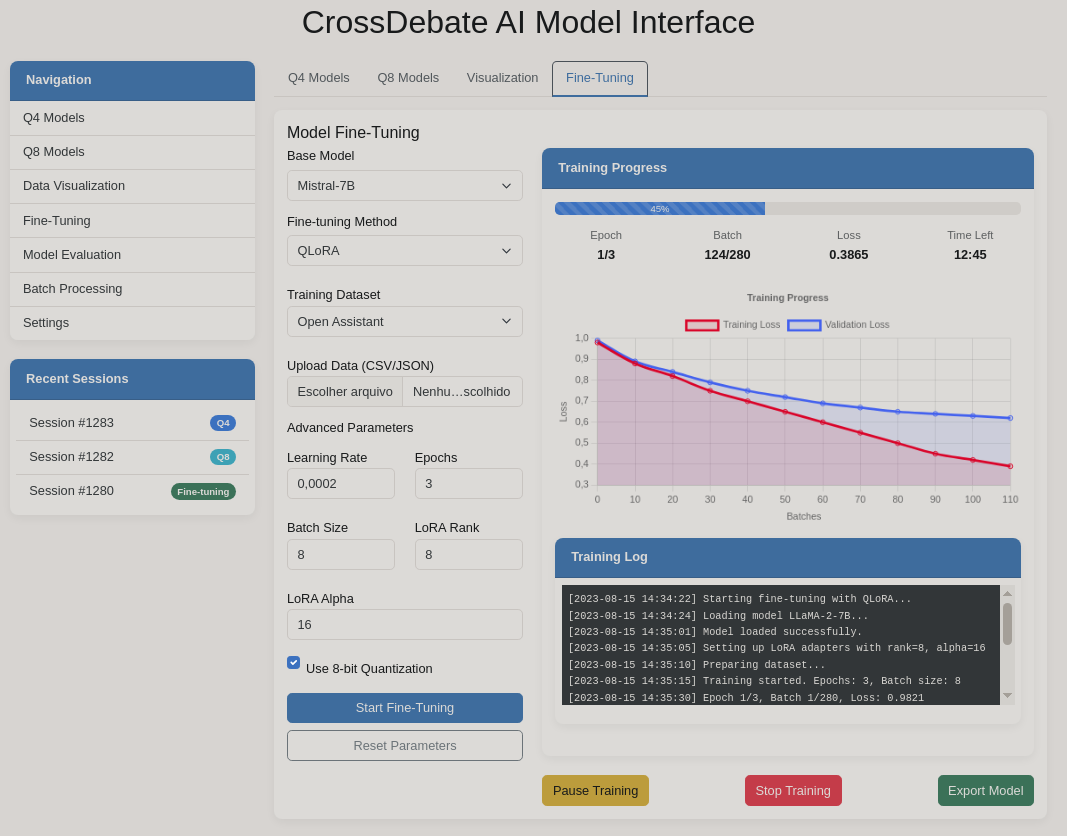 CrossDebate AI Model Interface
Navigation
Q4 Models
Q8 Models
Data Visualization
Fine-Tuning
Model Evaluation
Batch Processing
Settings
Recent Sessions
Session #1283 Q4
Session #1282 Q8
Session #1280 Fine-tuning
Q4 Models Q8 Models Visualization Fine-Tuning
Model Fine-Tuning
Base Model
Mistral-7B
Fine-tuning Method
QLoRA
Training Dataset
Open Assistant
Upload Data (CSV/JSON)
Escolher arquivo Nenhu…scolhido
Advanced Parameters
Learning Rate Epochs
0,0002 3
Batch Size LoRA Rank
8 8
LoRA Alpha
16
Use 8-bit Quantization
Start Fine-Tuning
Reset Parameters
Training Progress
45%
Epoch Batch Loss Time Left
1/3 124/280 0.3865 12:45
Training Progress
Training Loss Validation Loss
1,0
0,9
0,8
0,7
0,6
0,5
0,4
0,3
Loss
0 10 20 30 40 50 60 70 80 90 100 110
Batches
Training Log
[2023-08-15 14:34:22] Starting fine-tuning with QLoRA...
[2023-08-15 14:34:24] Loading model LLaMA-2-7B...
[2023-08-15 14:35:01] Model loaded successfully.
[2023-08-15 14:35:05] Setting up LoRA adapters with rank=8, alpha=16
[2023-08-15 14:35:10] Preparing dataset...
[2023-08-15 14:35:15] Training started. Epochs: 3, Batch size: 8
[2023-08-15 14:35:30] Epoch 1/3, Batch 1/280, Loss: 0.9821
Pause Training Stop Training Export Model